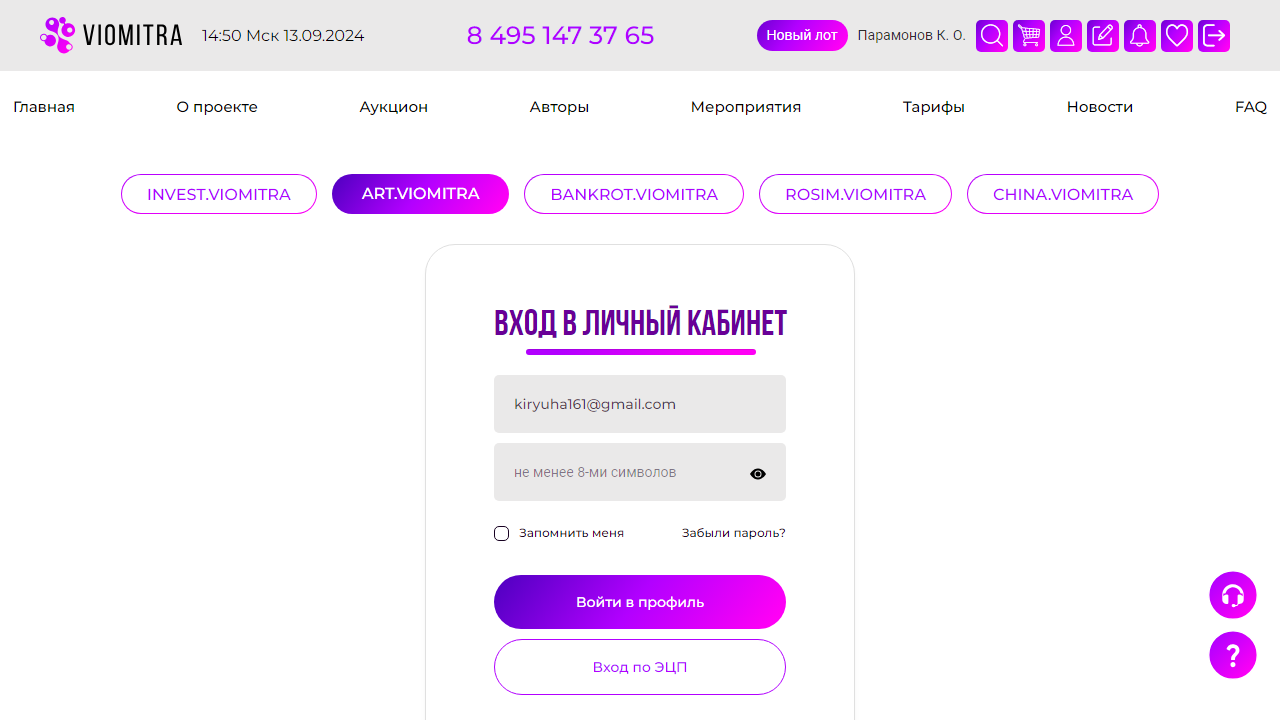 VIOMITRA 14:50 Мск 13.09.2024 8 495 147 37 65 Новый лот Парамонов К. О.
Главная О проекте Аукцион Авторы Мероприятия Тарифы Новости FAQ
INVEST.VIOMITRA ART.VIOMITRA BANKROT.VIOMITRA ROSIM.VIOMITRA CHINA.VIOMITRA
ВХОД В ЛИЧНЫЙ КАБИНЕТ
kiryuha161@gmail.com
не менее 8-ми символов
Запомнить меня Забыли пароль?
Войти в профиль
Вход по ЭЦП
?